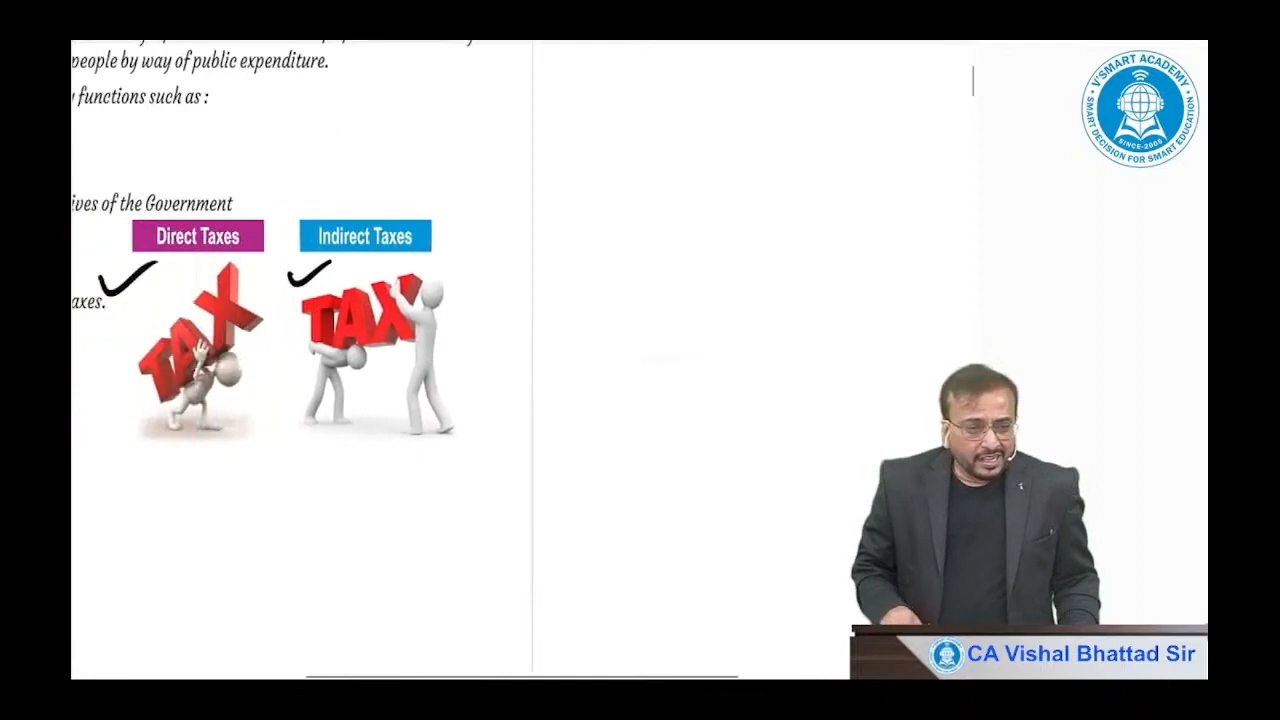 people by way of public expenditure.
functions such as :
ives of the Government
Direct Taxes
Indirect Taxes
axes.
TAX
TAX
V'SMART ACADEMY
SMART DECISION FOR SMART EDUCATION
SINCE-2005
CA Vishal Bhattad Sir